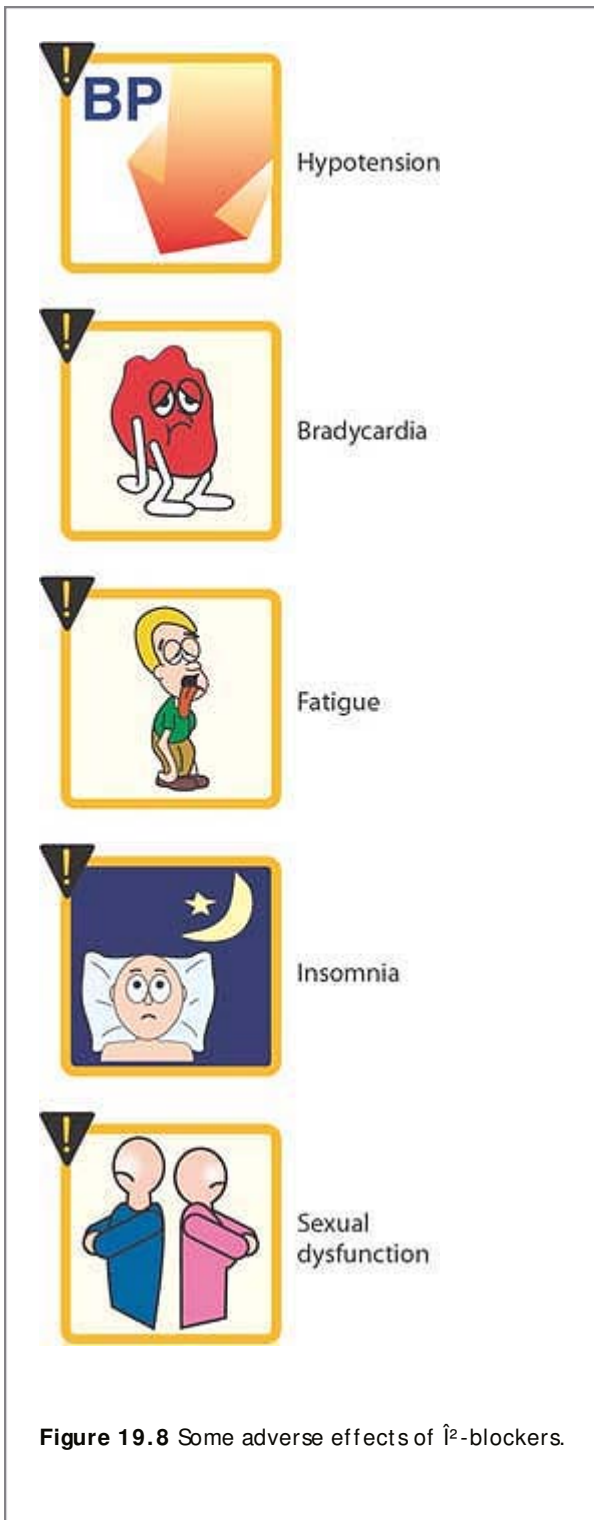 !
BP
Hypotension
!
Bradycardia
!
Fatigue
!
Insomnia
!
Sexual
dysfunction
Figure 19.8 Some adverse effects of Î²-blockers.